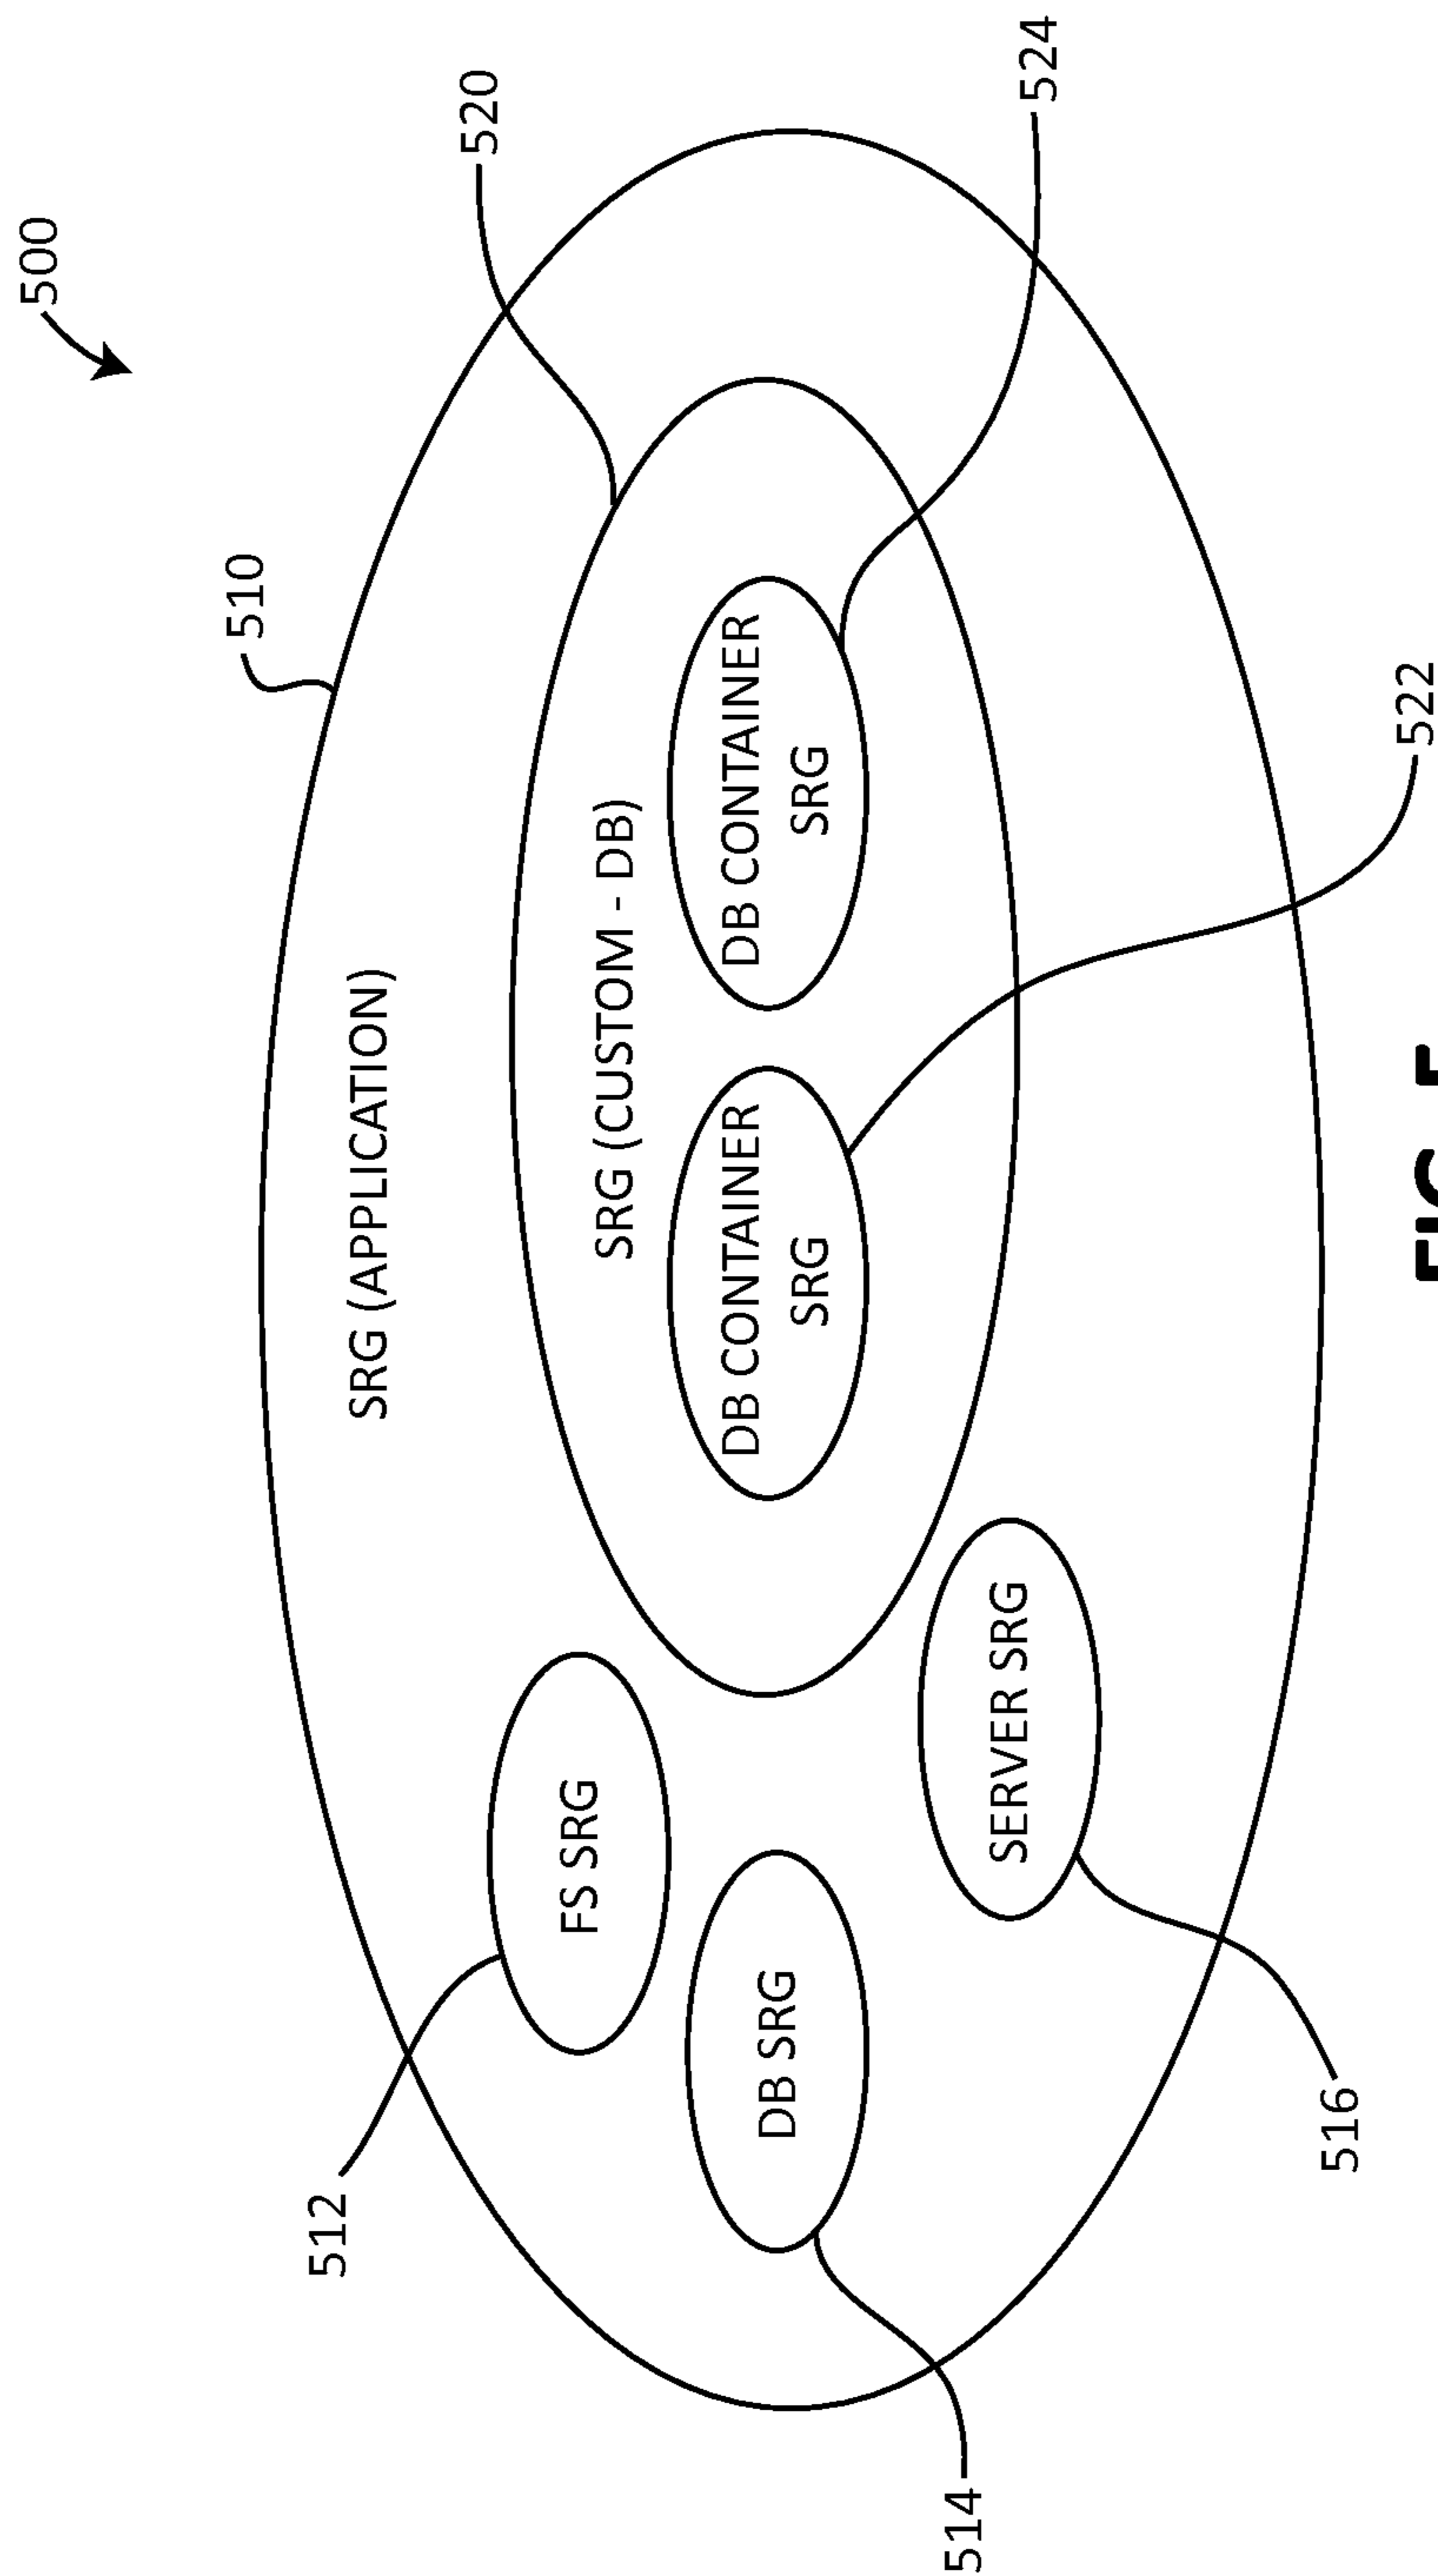 500
510
512
SRG (APPLICATION)
520
FS SRG
SRG (CUSTOM - DB)
DB SRG
DB CONTAINER
SRG
DB CONTAINER
SRG
514
SERVER SRG
524
516
522